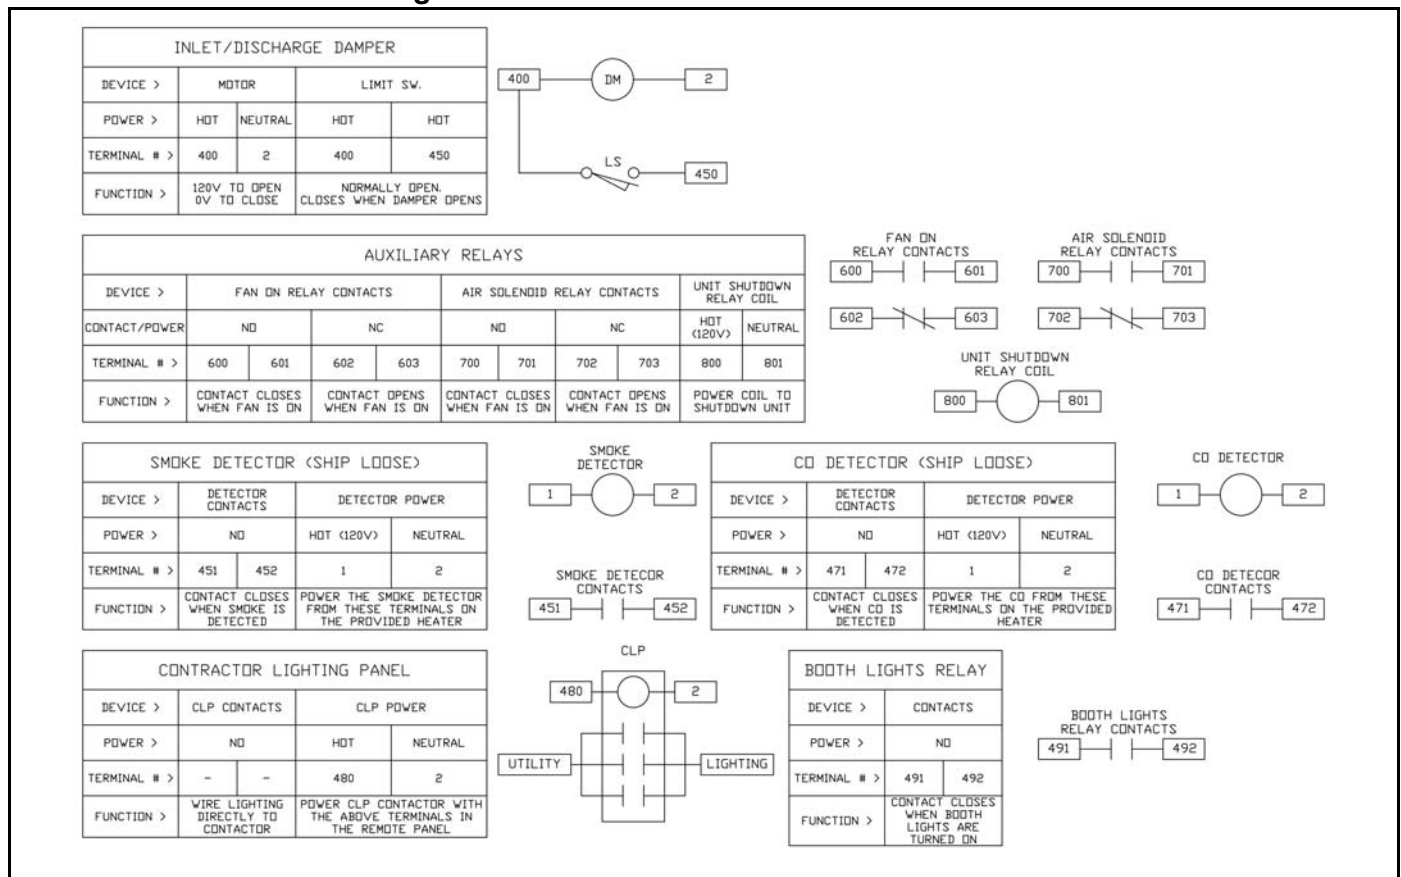 g
INLET/DISCHARGE DAMPER
DEVICE > MOTOR LIMIT SW.
POWER > HOT NEUTRAL HOT HOT
TERMINAL # > 400 2 400 450
FUNCTION > 120V TO OPEN
0V TO CLOSE
NORMALLY OPEN.
CLOSES WHEN DAMPER OPENS
400 DM 2
LS
450
AUXILIARY RELAYS
DEVICE > FAN ON RELAY CONTACTS AIR SOLENOID RELAY CONTACTS UNIT SHUTDOWN
RELAY COIL
CONTACT/POWER NO NC NO NC HOT
(120V)
NEUTRAL
TERMINAL # > 600 601 602 603 700 701 702 703 800 801
FUNCTION > CONTACT CLOSES
WHEN FAN IS ON
CONTACT OPENS
WHEN FAN IS ON
CONTACT CLOSES
WHEN FAN IS ON
CONTACT OPENS
WHEN FAN IS ON
POWER COIL TO
SHUTDOWN UNIT
FAN ON
RELAY CONTACTS
600 601
602 603
AIR SOLENOID
RELAY CONTACTS
700 701
702 703
UNIT SHUTDOWN
RELAY COIL
800 801
SMOKE DETECTOR (SHIP LOOSE)
DEVICE > DETECTOR
CONTACTS
DETECTOR POWER
POWER > NO HOT (120V) NEUTRAL
TERMINAL # > 451 452 1 2
FUNCTION > CONTACT CLOSES
WHEN SMOKE IS
DETECTED
POWER THE SMOKE DETECTOR
FROM THESE TERMINALS ON
THE PROVIDED HEATER
SMOKE
DETECTOR
1 2
SMOKE DETECOR
CONTACTS
451 452
CO DETECTOR (SHIP LOOSE)
DEVICE > DETECTOR
CONTACTS
DETECTOR POWER
POWER > NO HOT (120V) NEUTRAL
TERMINAL # > 471 472 1 2
FUNCTION > CONTACT CLOSES
WHEN CO IS
DETECTED
POWER THE CO FROM THESE
TERMINALS ON THE PROVIDED
HEATER
CO DETECTOR
1 2
CO DETECOR
CONTACTS
471 472
CONTRACTOR LIGHTING PANEL
DEVICE > CLP CONTACTS CLP POWER
POWER > NO HOT NEUTRAL
TERMINAL # > - - 480 2
FUNCTION > WIRE LIGHTING
DIRECTLY TO
CONTACTOR
POWER CLP CONTACTOR WITH
THE ABOVE TERMINALS IN
THE REMOTE PANEL
CLP
480 2
UTILITY LIGHTING
BOOTH LIGHTS RELAY
DEVICE > CONTACTS
POWER > NO
TERMINAL # > 491 492
FUNCTION > CONTACT CLOSES
WHEN BOOTH
LIGHTS ARE
TURNED ON
BOOTH LIGHTS
RELAY CONTACTS
491 492